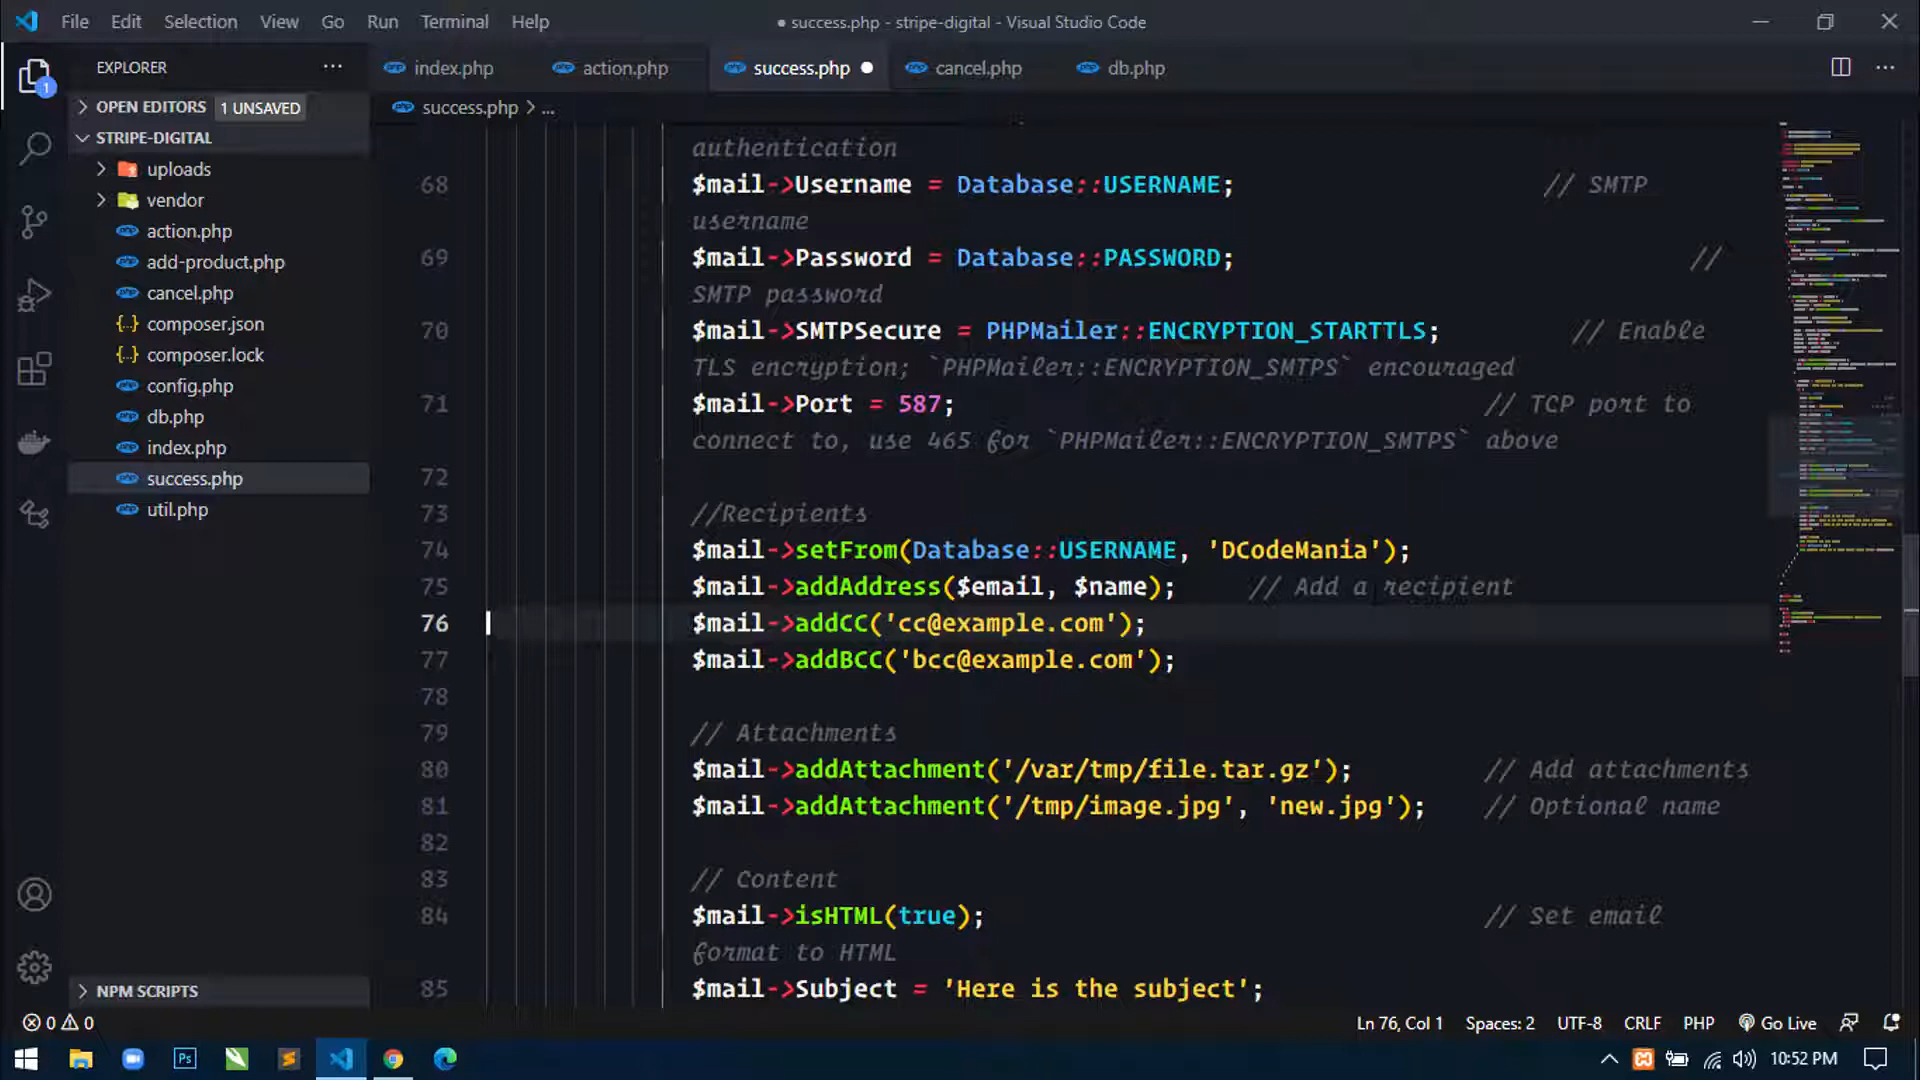 File Edit Selection View Go Run Terminal Help
● success.php - stripe-digital - Visual Studio Code
EXPLORER
index.php
action.php
success.php
cancel.php
db.php
1
OPEN EDITORS 1 UNSAVED
success.php > ...
STRIPE-DIGITAL
uploads
vendor
action.php
add-product.php
cancel.php
composer.json
composer.lock
config.php
db.php
index.php
success.php
util.php
NPM SCRIPTS
authentication
68 $mail->Username = Database::USERNAME; // SMTP
username
69 $mail->Password = Database::PASSWORD; //
SMTP password
70 $mail->SMTPSecure = PHPMailer::ENCRYPTION_STARTTLS; // Enable
TLS encryption; `PHPMailer::ENCRYPTION_SMTPS` encouraged
71 $mail->Port = 587; // TCP port to
connect to, use 465 for `PHPMailer::ENCRYPTION_SMTPS` above
72
73 //Recipients
74 $mail->setFrom(Database::USERNAME, 'DCodeMania');
75 $mail->addAddress($email, $name); // Add a recipient
76 $mail->addCC('cc@example.com');
77 $mail->addBCC('bcc@example.com');
78
79 // Attachments
80 $mail->addAttachment('/var/tmp/file.tar.gz'); // Add attachments
81 $mail->addAttachment('/tmp/image.jpg', 'new.jpg'); // Optional name
82
83 // Content
84 $mail->isHTML(true); // Set email
format to HTML
85 $mail->Subject = 'Here is the subject';
0 0
Ln 76, Col 1 Spaces: 2 UTF-8 CRLF PHP Go Live
Ps
10:52 PM